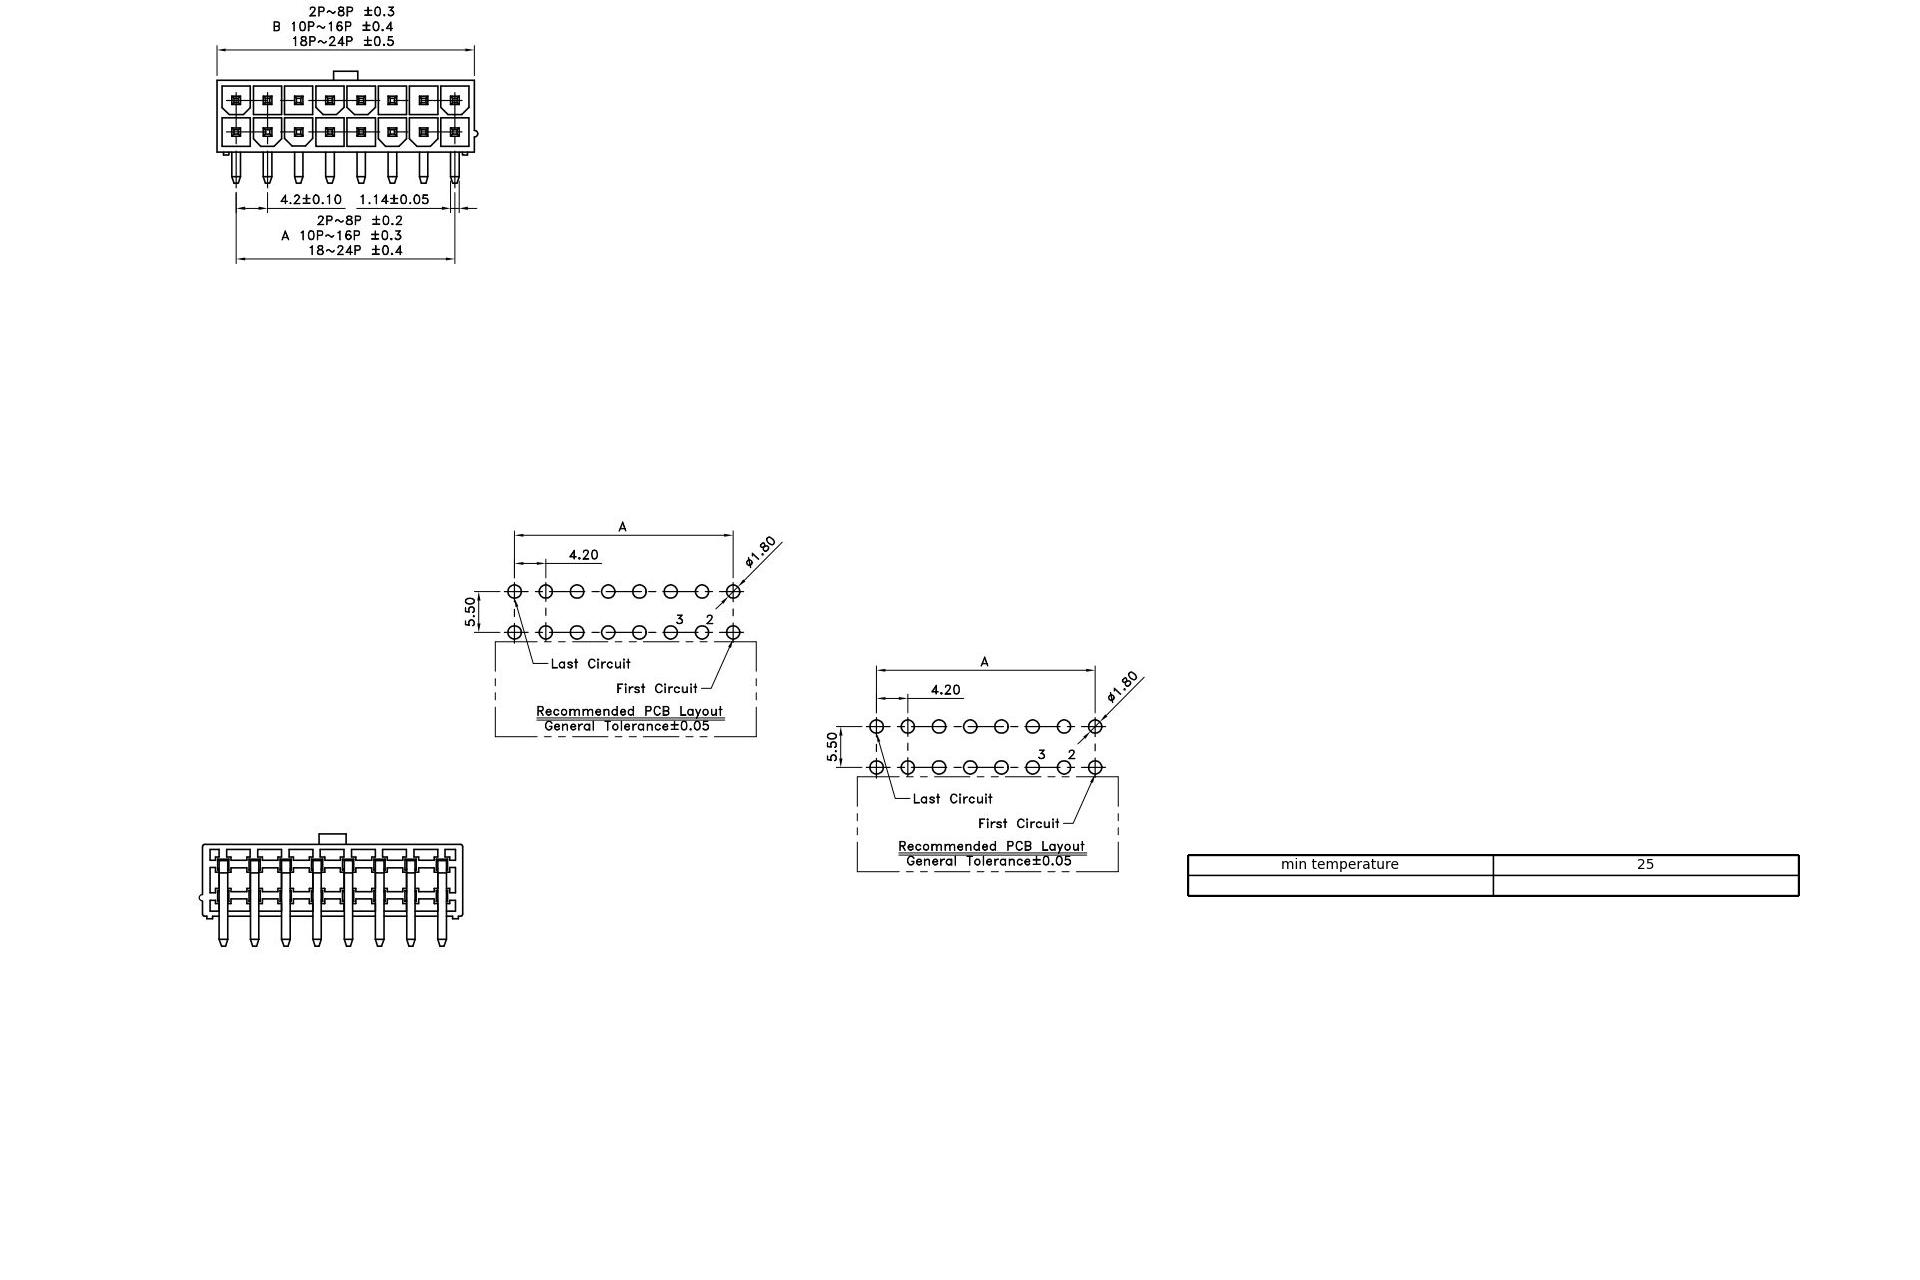 2P~8P ±0.3
B 10P~16P ±0.4
18P~24P ±0.5
4.2±0.10 1.14±0.05
2P~8P ±0.2
A 10P~16P ±0.3
18~24P ±0.4
A
4.20
ø1.80
5.50
3 2
Last Circuit
First Circuit
Recommended PCB Layout
General Tolerance±0.05
A
4.20
ø1.80
5.50
3 2
Last Circuit
First Circuit
Recommended PCB Layout
General Tolerance±0.05
min temperature 25